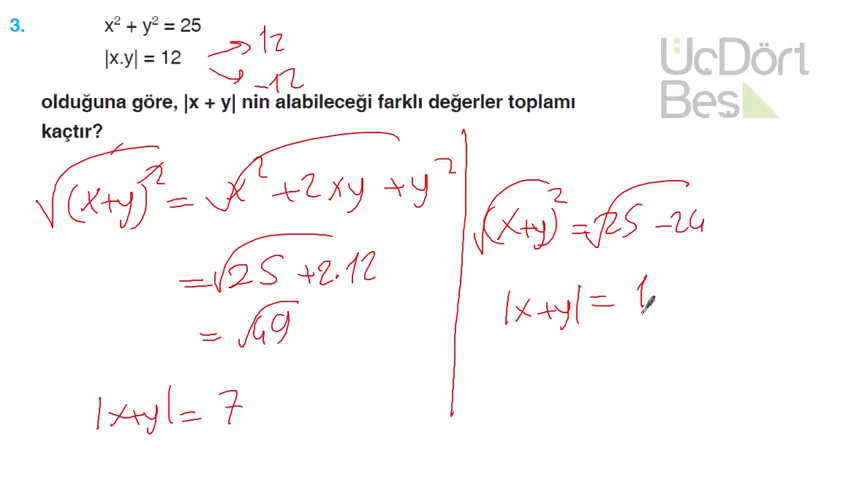 3.
x² + y² = 25
|x.y| = 12
12
-12
ÜçDört
Beş
olduğuna göre, |x + y| nin alabileceği farklı değerler toplamı
kaçtır?
√(x+y)² = √x² + 2xy + y²
= √25 + 2.12
= √49
|x+y| = 7
√(x+y)² = √25 - 24
|x+y| = 1